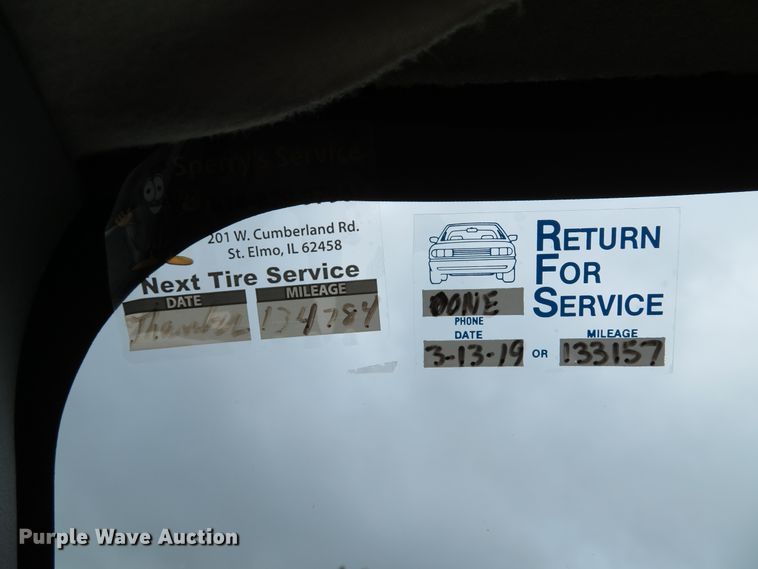 Sperry's Service
201 W. Cumberland Rd.
St. Elmo, IL 62458
Next Tire Service
DATE MILEAGE
134784
RETURN
FOR
SERVICE
DONE
PHONE
DATE MILEAGE
3-13-19 OR 133157
Purple Wave Auction